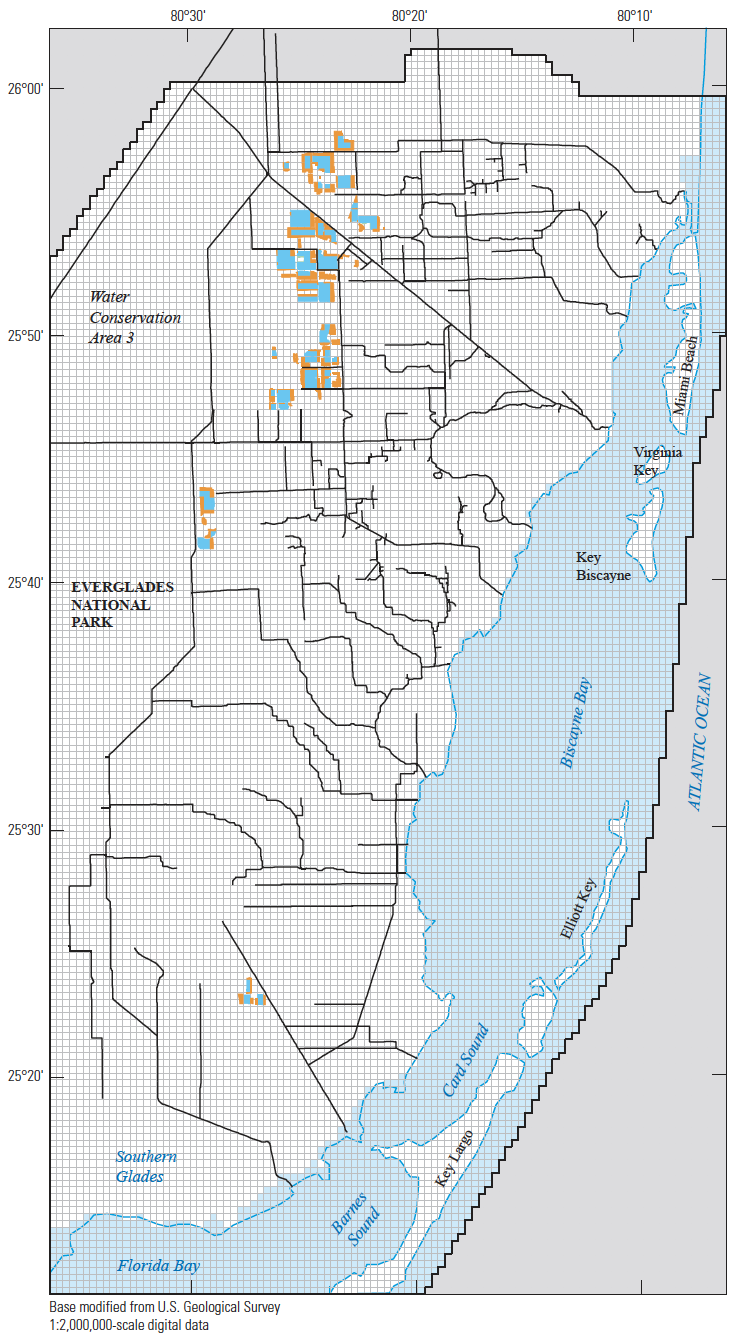 80°30'
80°20'
80°10'
26°00'
Water
Conservation
Area 3
25°50'
Miami Beach
Virginia
Key
Key
Biscayne
25°40'
EVERGLADES
NATIONAL
PARK
Biscayne Bay
ATLANTIC OCEAN
25°30'
Elliott Key
Card Sound
25°20'
Key Largo
Southern
Glades
Barnes
Sound
Florida Bay
Base modified from U.S. Geological Survey
1:2,000,000-scale digital data